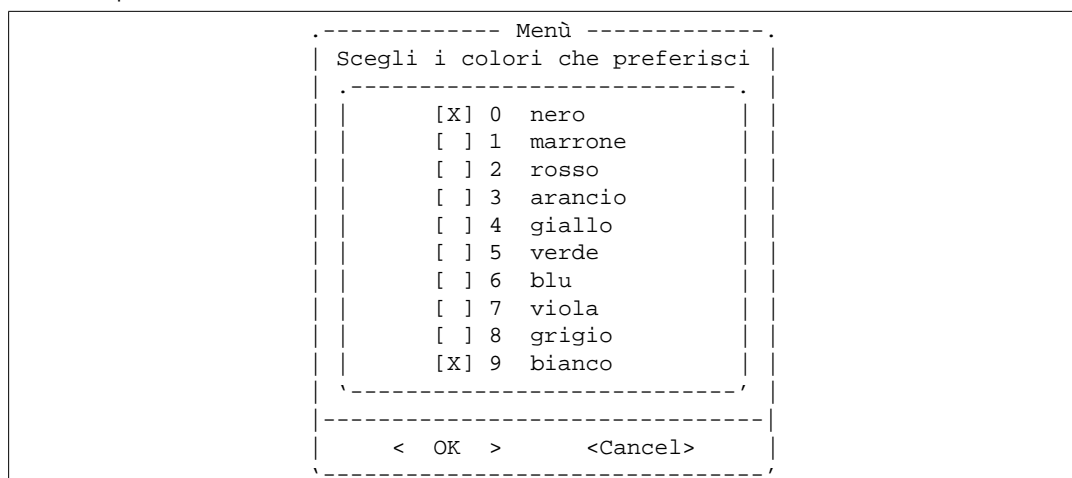 .------------- Menù -------------.
| Scegli i colori che preferisci |
| .----------------------------. |
| | [X] 0 nero | |
| | [ ] 1 marrone | |
| | [ ] 2 rosso | |
| | [ ] 3 arancio | |
| | [ ] 4 giallo | |
| | [ ] 5 verde | |
| | [ ] 6 blu | |
| | [ ] 7 viola | |
| | [ ] 8 grigio | |
| | [X] 9 bianco | |
| '----------------------------' |
|--------------------------------|
| < OK > <Cancel> |
'--------------------------------'